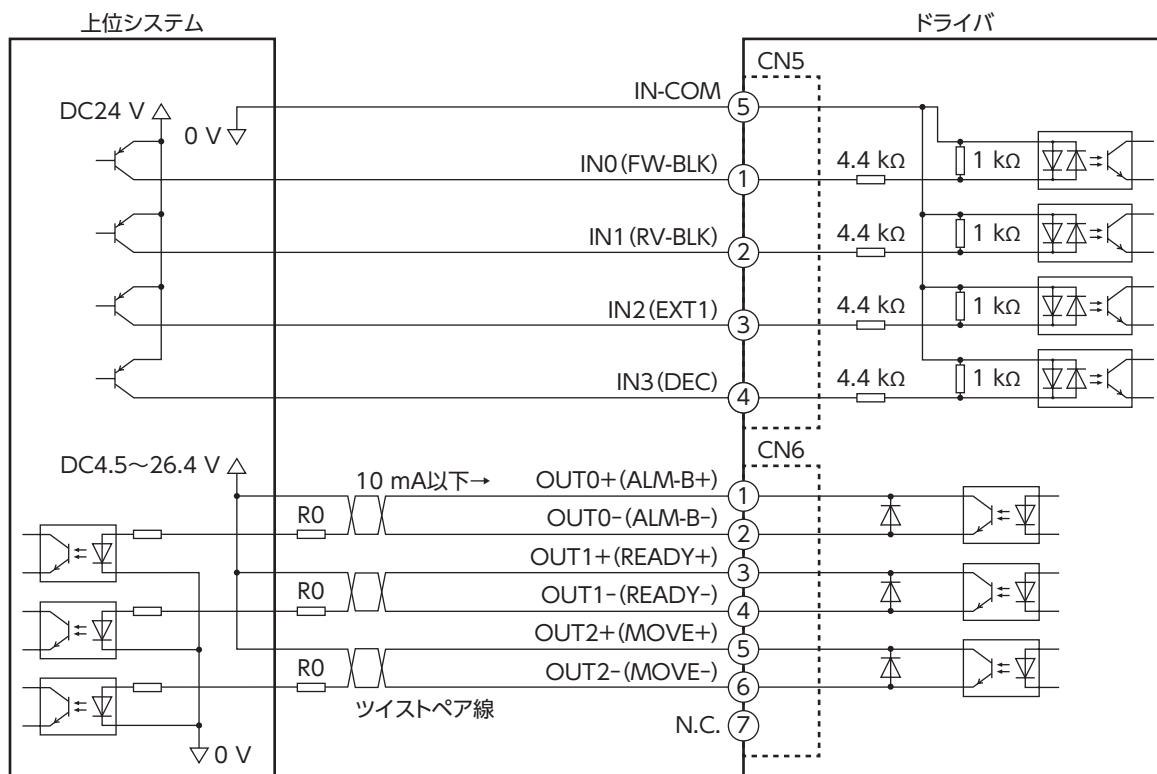 上位システム
ドライバ
CN5
IN-COM
5
DC24 V
0 V
IN0(FW-BLK)
1
4.4 kΩ
1 kΩ
IN1(RV-BLK)
2
4.4 kΩ
1 kΩ
IN2(EXT1)
3
4.4 kΩ
1 kΩ
IN3(DEC)
4
4.4 kΩ
1 kΩ
CN6
DC4.5～26.4 V
10 mA以下→
OUT0+(ALM-B+)
1
R0
OUT0-(ALM-B-)
2
OUT1+(READY+)
3
R0
OUT1-(READY-)
4
OUT2+(MOVE+)
5
R0
OUT2-(MOVE-)
6
ツイストペア線
N.C.
7
0 V